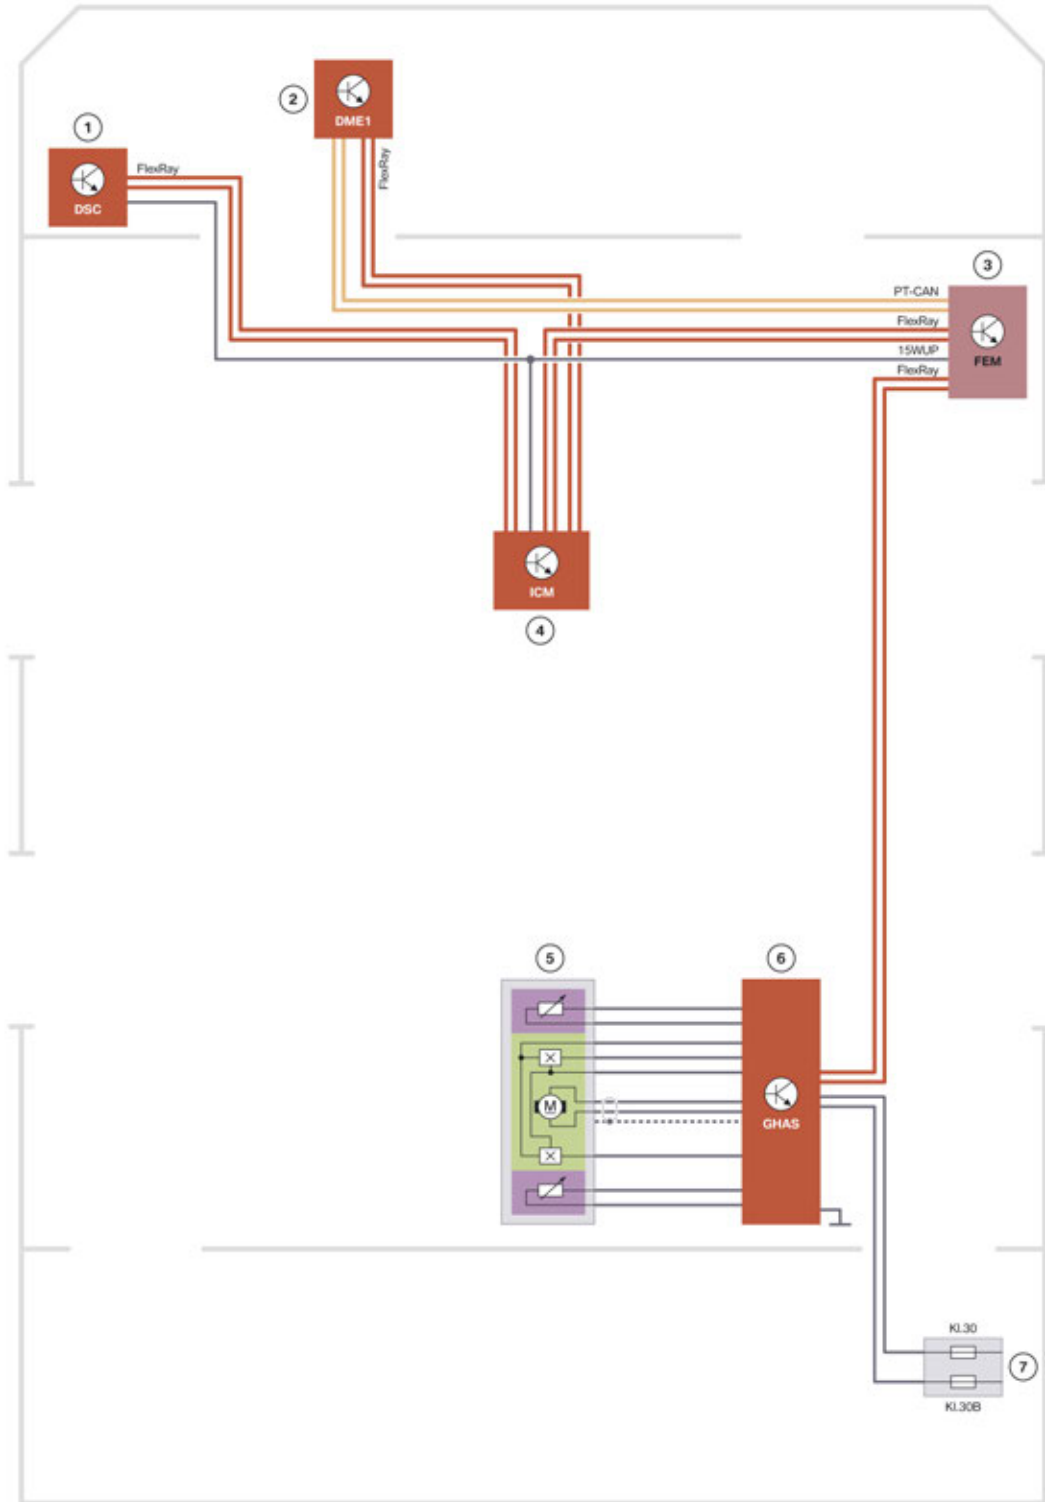 2
DME1
1
FlexRay
FlexRay
DSC
3
PT-CAN
FlexRay
15WUP
FEM
FlexRay
ICM
4
5
6
M
GHAS
Kl.30
7
Kl.30B